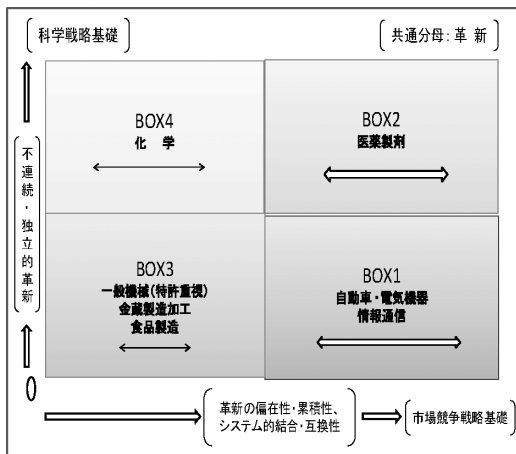 科学戦略基礎
共通分母：革 新
BOX4
化 学
BOX2
医薬製剤
不連続・独立的革新
BOX3
一般機械(特許重視)
金蔵製造加工
食品製造
BOX1
自動車・電気機器
情報通信
0
革新の偏在性・累積性、
システム的結合・互換性
市場競争戦略基礎